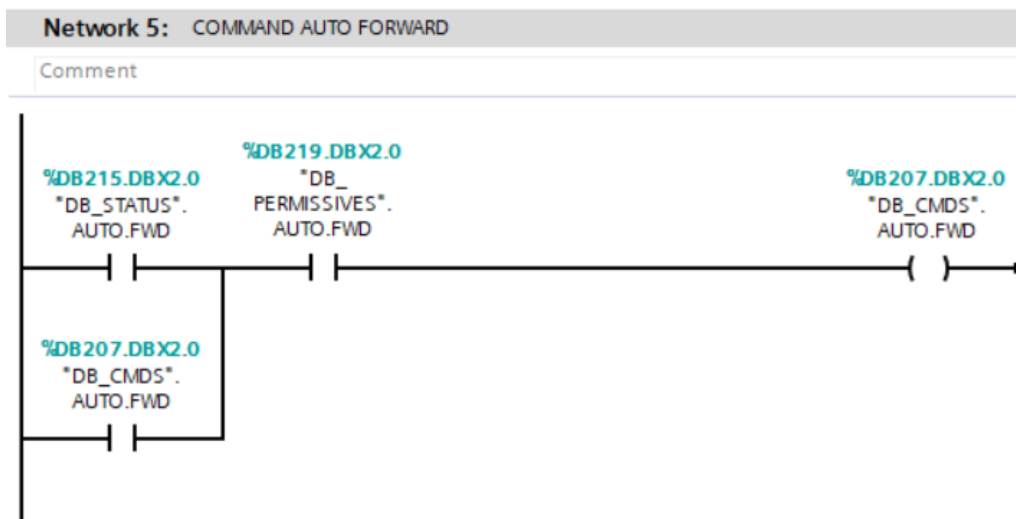 Network 5: COMMAND AUTO FORWARD
Comment
%DB215.DBX2.0
"DB_STATUS".
AUTO.FWD
%DB219.DBX2.0
"DB_
PERMISSIVES".
AUTO.FWD
%DB207.DBX2.0
"DB_CMDS".
AUTO.FWD
%DB207.DBX2.0
"DB_CMDS".
AUTO.FWD